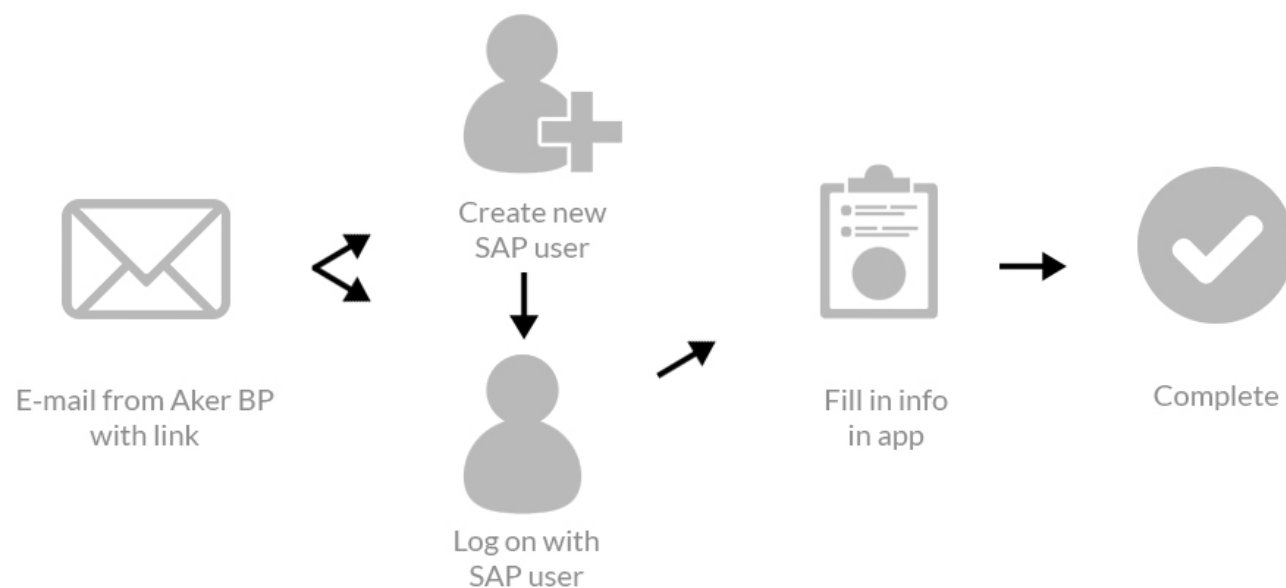 E-mail from Aker BP
with link
Create new
SAP user
Log on with
SAP user
Fill in info
in app
Complete